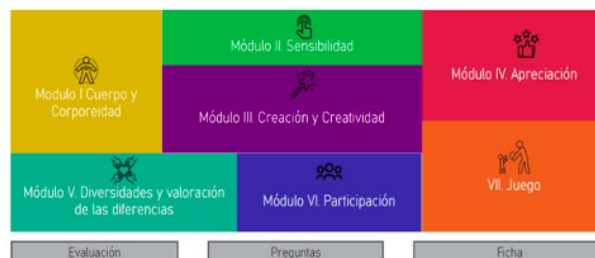 Modulo I Cuerpo y
Corporeidad
Módulo II. Sensibilidad
Módulo III. Creación y Creatividad
Módulo IV. Apreciación
Módulo V. Diversidades y valoración
de las diferencias
Módulo VI. Participación
VII. Juego
Evaluación
Preguntas
Ficha